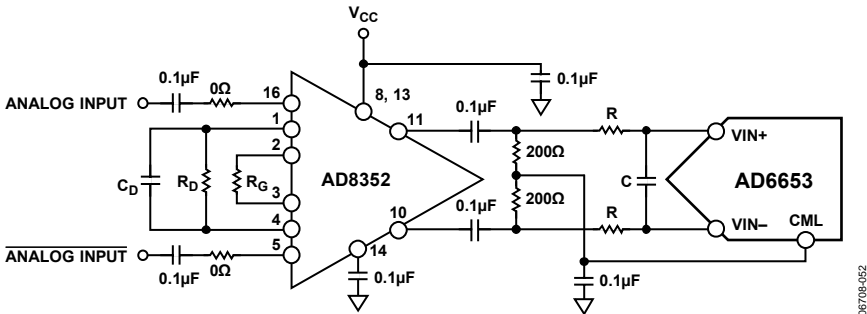 VCC
0.1µF
0Ω
0.1µF
ANALOG INPUT
16
8, 13
1
11
0.1µF
R
VIN+
2
200Ω
CD
RD
RG
AD8352
C
AD6653
3
200Ω
4
10
0.1µF
R
VIN–
CML
ANALOG INPUT
5
14
0.1µF
0Ω
0.1µF
0.1µF
06708-052